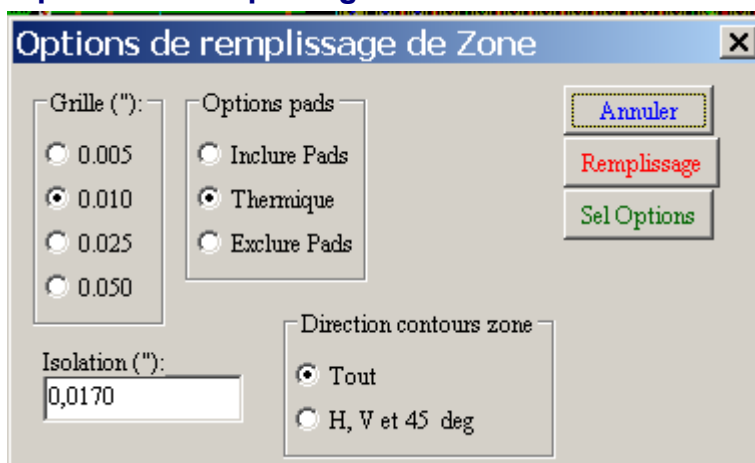 Options de remplissage de Zone
Grille ("):
0.005
0.010
0.025
0.050
Options pads
Inclure Pads
Thermique
Exclure Pads
Annuler
Remplissage
Sel Options
Isolation ("):
0,0170
Direction contours zone
Tout
H, V et 45 deg